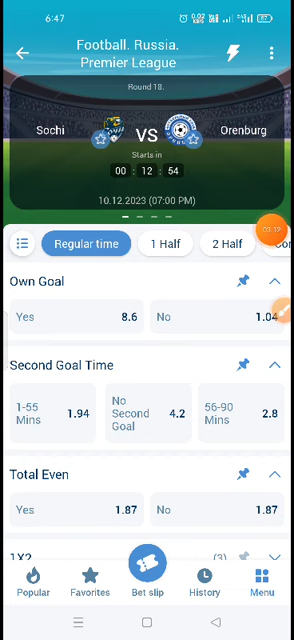 6:47
Football. Russia.
Premier League
Round 18.
Sochi
VS
Orenburg
Starts in
00 : 12 : 54
10.12.2023 (07:00 PM)
03:12
Regular time
1 Half
2 Half
Own Goal
Yes 8.6
No 1.04
Second Goal Time
1-55 Mins 1.94
No Second Goal 4.2
56-90 Mins 2.8
Total Even
Yes 1.87
No 1.87
1X2 (3)
Popular
Favorites
Bet slip
History
Menu